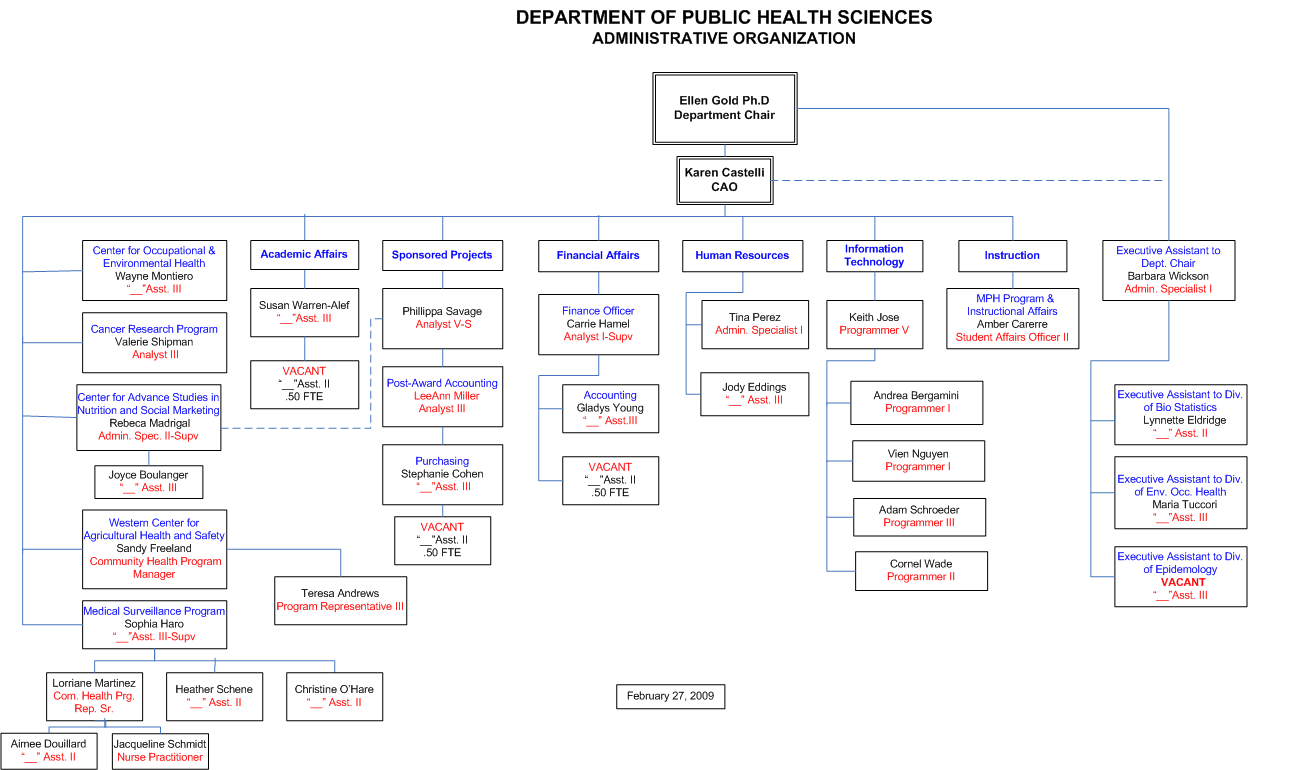 DEPARTMENT OF PUBLIC HEALTH SCIENCES
ADMINISTRATIVE ORGANIZATION
Ellen Gold Ph.D
Department Chair
Karen Castelli
CAO
Center for Occupational &
Environmental Health
Wayne Montiero
“__”Asst. III
Cancer Research Program
Valerie Shipman
Analyst III
Center for Advance Studies in
Nutrition and Social Marketing
Rebeca Madrigal
Admin. Spec. II-Supv
Joyce Boulanger
“__” Asst. III
Western Center for
Agricultural Health and Safety
Sandy Freeland
Community Health Program
Manager
Teresa Andrews
Program Representative III
Medical Surveillance Program
Sophia Haro
“__”Asst. III-Supv
Lorriane Martinez
Com. Health Prg.
Rep. Sr.
Heather Schene
“__” Asst. II
Christine O’Hare
“__” Asst. II
Aimee Douillard
“__” Asst. II
Jacqueline Schmidt
Nurse Practitioner
Academic Affairs
Susan Warren-Alef
“__”Asst. III
VACANT
“__”Asst. II
.50 FTE
Sponsored Projects
Phillippa Savage
Analyst V-S
Post-Award Accounting
LeeAnn Miller
Analyst III
Purchasing
Stephanie Cohen
“__”Asst. III
VACANT
“__”Asst. II
.50 FTE
Financial Affairs
Finance Officer
Carrie Hamel
Analyst I-Supv
Accounting
Gladys Young
“__” Asst.III
VACANT
“__”Asst. II
.50 FTE
Human Resources
Tina Perez
Admin. Specialist I
Jody Eddings
“__” Asst. III
Information
Technology
Keith Jose
Programmer V
Andrea Bergamini
Programmer I
Vien Nguyen
Programmer I
Adam Schroeder
Programmer III
Cornel Wade
Programmer II
Instruction
MPH Program &
Instructional Affairs
Amber Carerre
Student Affairs Officer II
Executive Assistant to
Dept. Chair
Barbara Wickson
Admin. Specialist I
Executive Assistant to Div.
of Bio Statistics
Lynnette Eldridge
“__” Asst. II
Executive Assistant to Div.
of Env. Occ. Health
Maria Tuccori
“__”Asst. III
Executive Assistant to Div.
of Epidemology
VACANT
“__”Asst. III
February 27, 2009